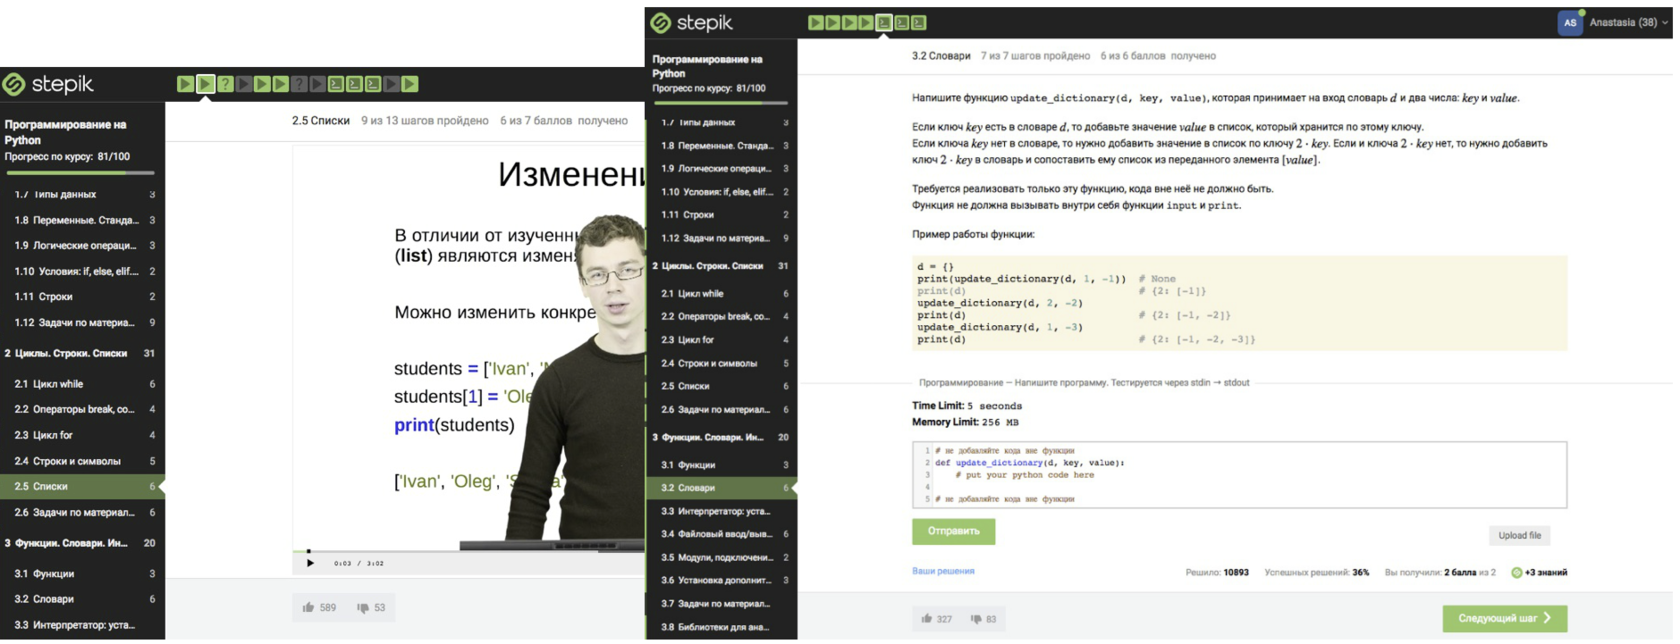 stepik
Программирование на
Python
Прогресс по курсу: 81/100
1.7 Типы данных 3
1.8 Переменные. Станда... 3
1.9 Логические операци... 3
1.10 Условия: if, else, elif.... 2
1.11 Строки 2
1.12 Задачи по материа... 9
2 Циклы. Строки. Списки 31
2.1 Цикл while 6
2.2 Операторы break, co... 4
2.3 Цикл for 4
2.4 Строки и символы 5
2.5 Списки 6
2.6 Задачи по материал... 6
3 Функции. Словари. Ин... 20
3.1 Функции 3
3.2 Словари 6
3.3 Интерпретатор: уста...
2.5 Списки 9 из 13 шагов пройдено 6 из 7 баллов получено
Изменени
В отличии от изученн
(list) являются измен
Можно изменить конкре
students = ['Ivan', '
students[1] = 'Ole
print(students)
['Ivan', 'Oleg', 'S
0:03 / 3:02
589 53
stepik
AS Anastasia (38)
Программирование на
Python
Прогресс по курсу: 81/100
1.7 Типы данных 3
1.8 Переменные. Станда... 3
1.9 Логические операци... 3
1.10 Условия: if, else, elif.... 2
1.11 Строки 2
1.12 Задачи по материа... 9
2 Циклы. Строки. Списки 31
2.1 Цикл while 6
2.2 Операторы break, co... 4
2.3 Цикл for 4
2.4 Строки и символы 5
2.5 Списки 6
2.6 Задачи по материал... 6
3 Функции. Словари. Ин... 20
3.1 Функции 3
3.2 Словари 6
3.3 Интерпретатор: уста...
3.4 Файловый ввод/выв... 6
3.5 Модули, подключени... 2
3.6 Установка дополнит... 3
3.7 Задачи по материал...
3.8 Библиотеки для ана...
3.2 Словари 7 из 7 шагов пройдено 6 из 6 баллов получено
Напишите функцию update_dictionary(d, key, value), которая принимает на вход словарь d и два числа: key и value.
Если ключ key есть в словаре d, то добавьте значение value в список, который хранится по этому ключу.
Если ключа key нет в словаре, то нужно добавить значение в список по ключу 2 · key. Если и ключа 2 · key нет, то нужно добавить
ключ 2 · key в словарь и сопоставить ему список из переданного элемента [value].
Требуется реализовать только эту функцию, кода вне неё не должно быть.
Функция не должна вызывать внутри себя функции input и print.
Пример работы функции:
d = {}
print(update_dictionary(d, 1, -1)) # None
print(d) # {2: [-1]}
update_dictionary(d, 2, -2)
print(d) # {2: [-1, -2]}
update_dictionary(d, 1, -3)
print(d) # {2: [-1, -2, -3]}
Программирование — Напишите программу. Тестируется через stdin → stdout
Time Limit: 5 seconds
Memory Limit: 256 MB
1 # не добавляйте кода вне функции
2 def update_dictionary(d, key, value):
3 # put your python code here
4
5 # не добавляйте кода вне функции
Отправить
Upload file
Ваши решения
Решило: 10893 Успешных решений: 36% Вы получили: 2 балла из 2 +3 знаний
327 83
Следующий шаг